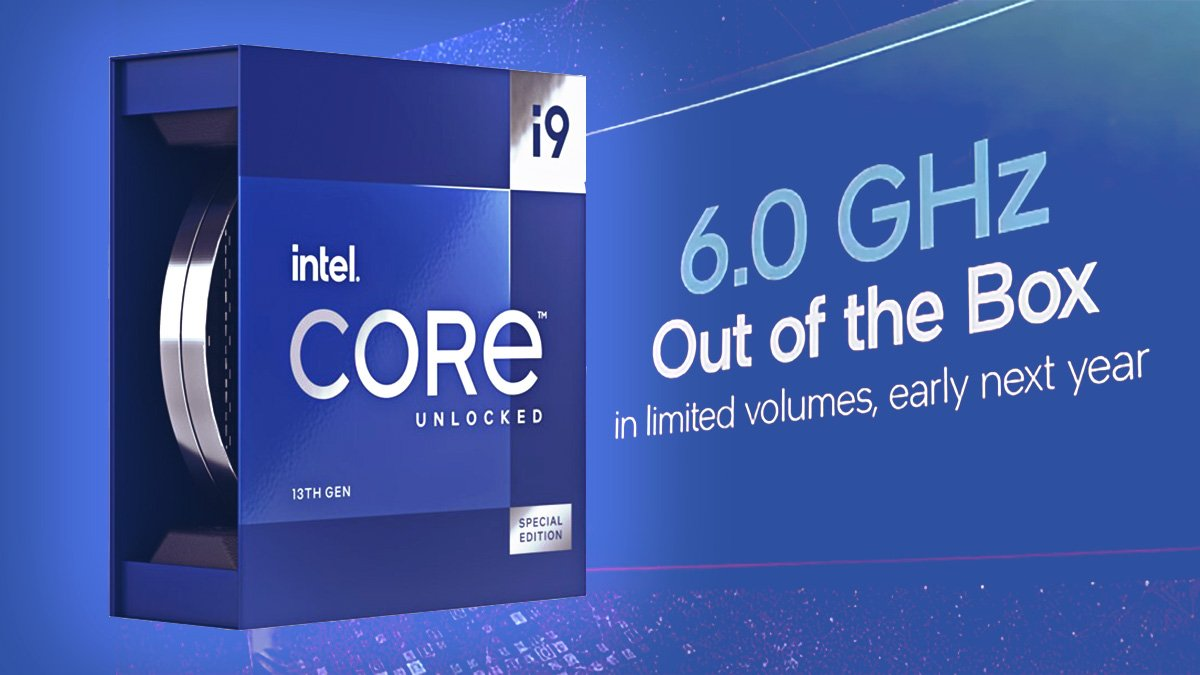 i9
intel.
CORE™
UNLOCKED
13TH GEN
SPECIAL
EDITION
6.0 GHz
Out of the Box
in limited volumes, early next year